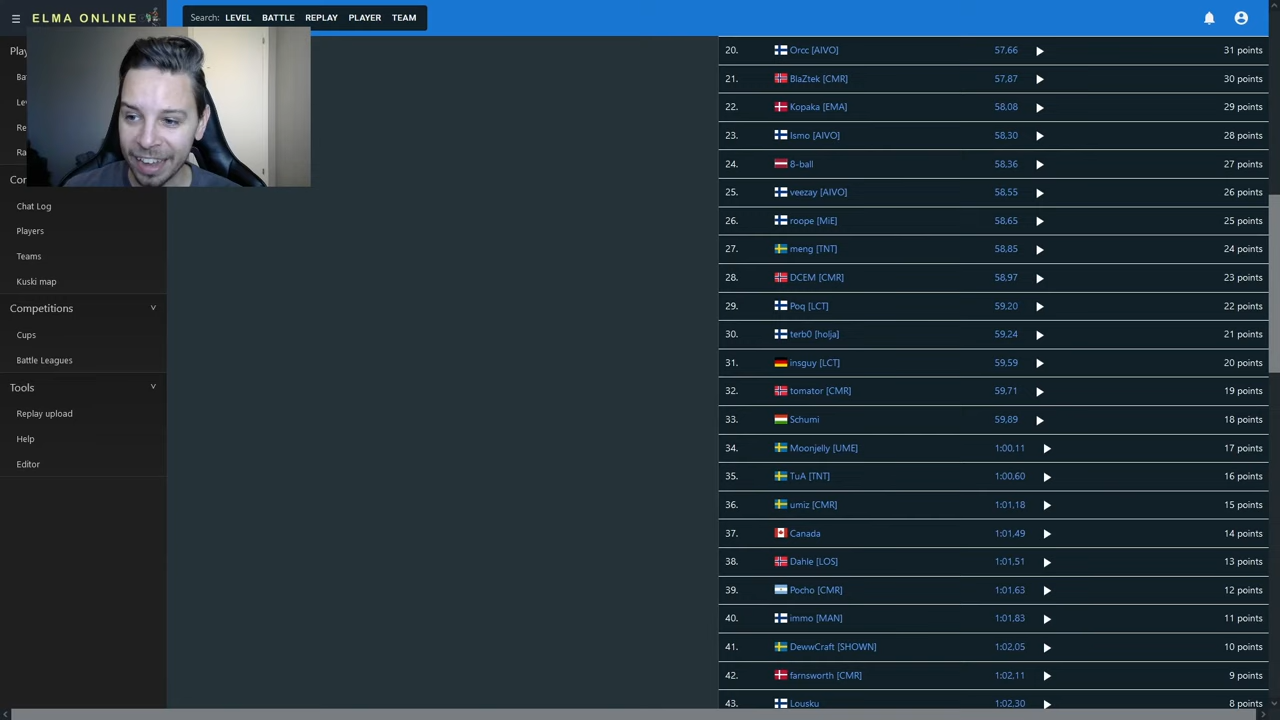 ELMA ONLINE
Search: LEVEL BATTLE REPLAY PLAYER TEAM
Chat Log
Players
Teams
Kuski map
Competitions
Cups
Battle Leagues
Tools
Replay upload
Help
Editor
20. Orcc [AIVO] 57,66 31 points
21. BlaZtek [CMR] 57,87 30 points
22. Kopaka [EMA] 58,08 29 points
23. Ismo [AIVO] 58,30 28 points
24. 8-ball 58,36 27 points
25. veezay [AIVO] 58,55 26 points
26. roope [MiE] 58,65 25 points
27. meng [TNT] 58,85 24 points
28. DCEM [CMR] 58,97 23 points
29. Poq [LCT] 59,20 22 points
30. terb0 [holja] 59,24 21 points
31. insguy [LCT] 59,59 20 points
32. tomator [CMR] 59,71 19 points
33. Schumi 59,89 18 points
34. Moonjelly [UME] 1:00,11 17 points
35. TuA [TNT] 1:00,60 16 points
36. umiz [CMR] 1:01,18 15 points
37. Canada 1:01,49 14 points
38. Dahle [LOS] 1:01,51 13 points
39. Pocho [CMR] 1:01,63 12 points
40. immo [MAN] 1:01,83 11 points
41. DewwCraft [SHOWN] 1:02,05 10 points
42. farnsworth [CMR] 1:02,11 9 points
43. Lousku 1:02,30 8 points